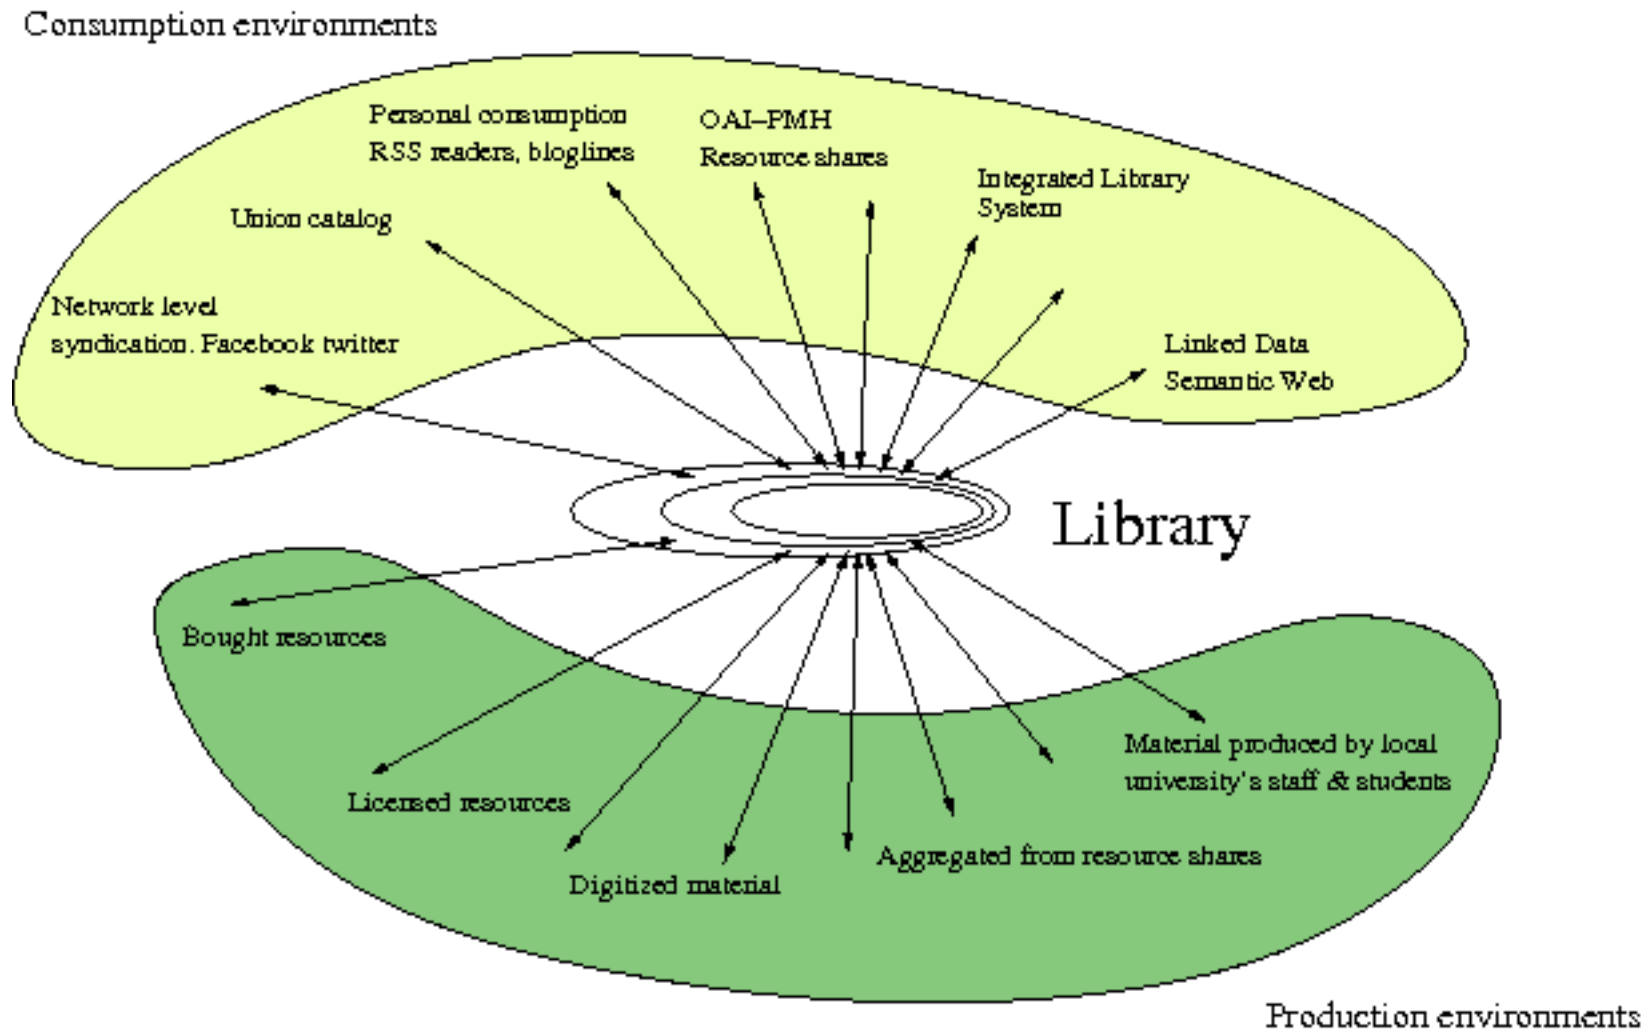 Consumption environments
Personal consumption
RSS readers, bloglines
OAI–PMH
Resource shares
Integrated Library
System
Union catalog
Network level
syndication. Facebook twitter
Linked Data
Semantic Web
Library
Bought resources
Material produced by local
university's staff & students
Licensed resources
Aggregated from resource shares
Digitized material
Production environments